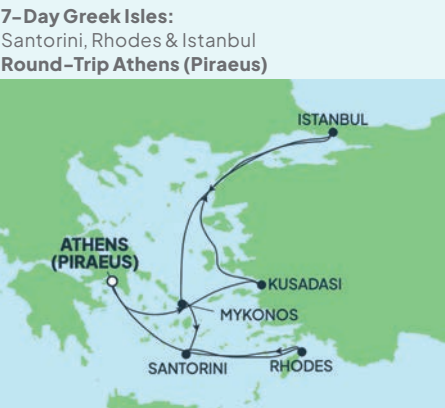 7-Day Greek Isles:
Santorini, Rhodes & Istanbul
Round-Trip Athens (Piraeus)
ISTANBUL
ATHENS
(PIRAEUS)
KUSADASI
MYKONOS
SANTORINI
RHODES